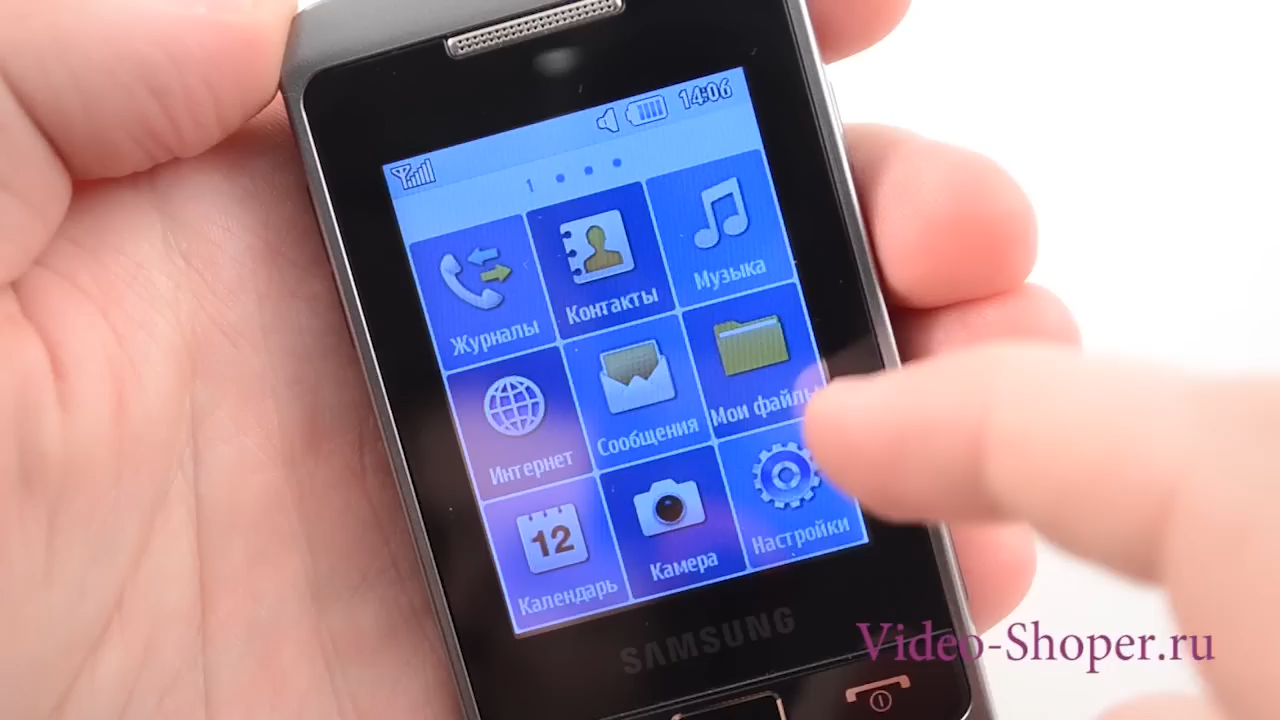 14:06
1
Журналы
Контакты
Музыка
Интернет
Сообщения
Мои файлы
12
Календарь
Камера
Настройки
SAMSUNG
Video-Shoper.ru